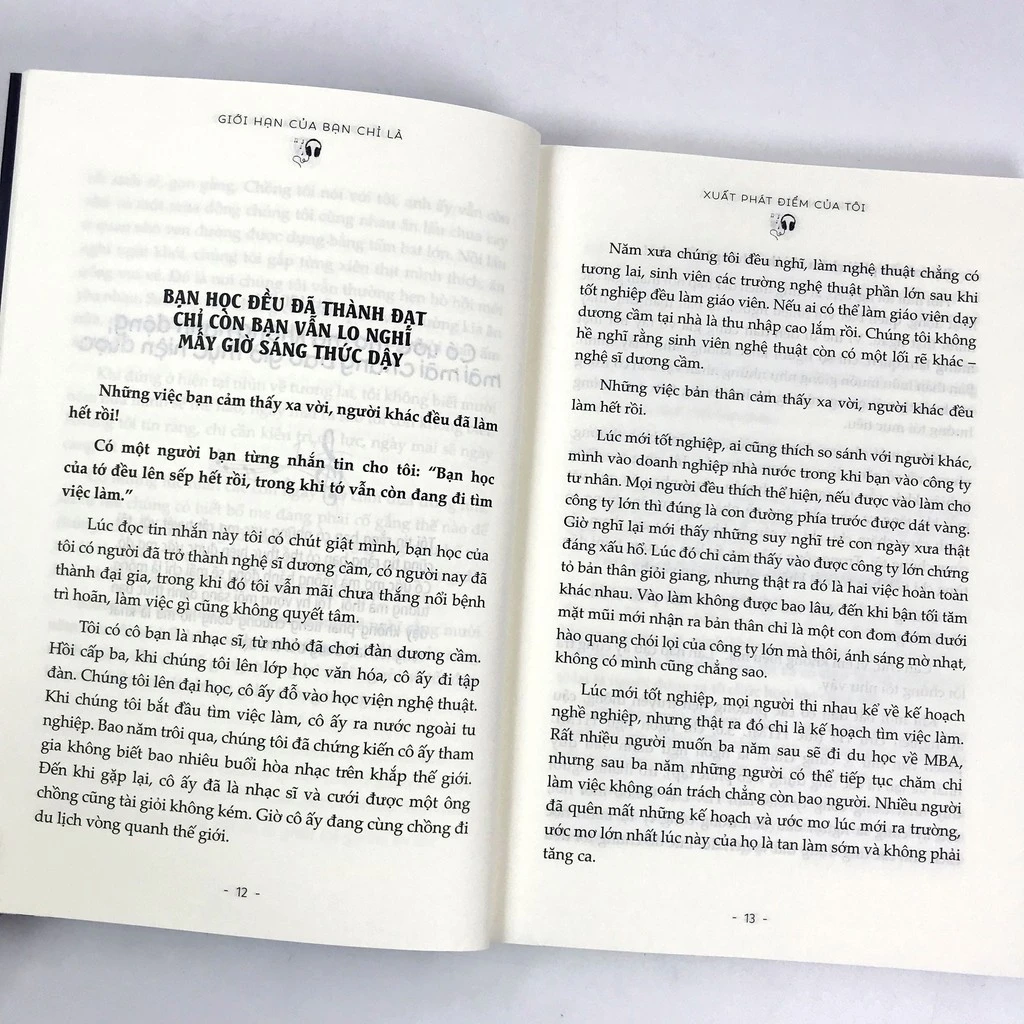 GIỚI HẠN CỦA BẠN CHỈ LÀ
BẠN HỌC ĐỀU ĐÃ THÀNH ĐẠT
CHỈ CÒN BẠN VẪN LO NGHĨ
MẤY GIỜ SÁNG THỨC DẬY
Những việc bạn cảm thấy xa vời, người khác đều đã làm
hết rồi!
Có một người bạn từng nhắn tin cho tôi: “Bạn học
của tớ đều lên sếp hết rồi, trong khi tớ vẫn còn đang đi tìm
việc làm.”
Lúc đọc tin nhắn này tôi có chút giật mình, bạn học của
tôi có người đã trở thành nghệ sĩ dương cầm, có người nay đã
thành đại gia, trong khi đó tôi vẫn mãi chưa thắng nổi bệnh
trì hoãn, làm việc gì cũng không quyết tâm.
Tôi có cô bạn là nhạc sĩ, từ nhỏ đã chơi đàn dương cầm.
Hồi cấp ba, khi chúng tôi lên lớp học văn hóa, cô ấy đi tập
đàn. Chúng tôi lên đại học, cô ấy đỗ vào học viện nghệ thuật.
Khi chúng tôi bắt đầu tìm việc làm, cô ấy ra nước ngoài tu
nghiệp. Bao năm trôi qua, chúng tôi đã chứng kiến cô ấy tham
gia không biết bao nhiêu buổi hòa nhạc trên khắp thế giới.
Đến khi gặp lại, cô ấy đã là nhạc sĩ và cưới được một ông
chồng cũng tài giỏi không kém. Giờ cô ấy đang cùng chồng đi
du lịch vòng quanh thế giới.
- 12 -
XUẤT PHÁT ĐIỂM CỦA TÔI
Năm xưa chúng tôi đều nghĩ, làm nghệ thuật chẳng có
tương lai, sinh viên các trường nghệ thuật phần lớn sau khi
tốt nghiệp đều làm giáo viên. Nếu ai có thể làm giáo viên dạy
dương cầm tại nhà là thu nhập cao lắm rồi. Chúng tôi không
hề nghĩ rằng sinh viên nghệ thuật còn có một lối rẽ khác –
nghệ sĩ dương cầm.
Những việc bản thân cảm thấy xa vời, người khác đều
làm hết rồi.
Lúc mới tốt nghiệp, ai cũng thích so sánh với người khác,
mình vào doanh nghiệp nhà nước trong khi bạn vào công ty
tư nhân. Mọi người đều thích thể hiện, nếu được vào làm cho
công ty lớn thì đúng là con đường phía trước được dát vàng.
Giờ nghĩ lại mới thấy những suy nghĩ trẻ con ngày xưa thật
đáng xấu hổ. Lúc đó chỉ cảm thấy vào được công ty lớn chứng
tỏ bản thân giỏi giang, nhưng thật ra đó là hai việc hoàn toàn
khác nhau. Vào làm không được bao lâu, đến khi bận tối tăm
mặt mũi mới nhận ra bản thân chỉ là một con đom đóm dưới
hào quang chói lọi của công ty lớn mà thôi, ánh sáng mờ nhạt,
không có mình cũng chẳng sao.
Lúc mới tốt nghiệp, mọi người thi nhau kể về kế hoạch
nghề nghiệp, nhưng thật ra đó chỉ là kế hoạch tìm việc làm.
Rất nhiều người muốn ba năm sau sẽ đi du học về MBA,
nhưng sau ba năm những người có thể tiếp tục chăm chỉ
làm việc không oán trách chẳng còn bao người. Nhiều người
đã quên mất những kế hoạch và ước mơ lúc mới ra trường,
ước mơ lớn nhất lúc này của họ là tan làm sớm và không phải
tăng ca.
- 13 -